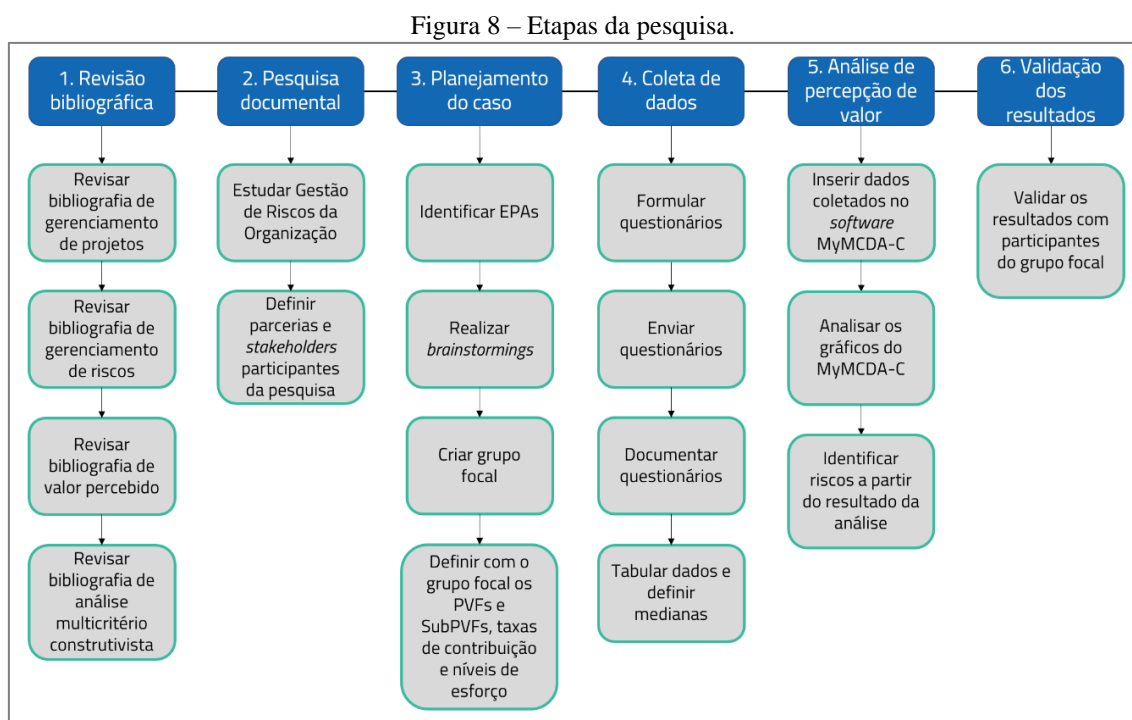 Figura 8 – Etapas da pesquisa.
1. Revisão
bibliográfica
Revisar
bibliografia de
gerenciamento
de projetos
Revisar
bibliografia de
gerenciamento
de riscos
Revisar
bibliografia de
valor percebido
Revisar
bibliografia de
análise
multicritério
construtivista
2. Pesquisa
documental
Estudar Gestão
de Riscos da
Organização
Definir
parcerias e
stakeholders
participantes
da pesquisa
3. Planejamento
do caso
Identificar EPAs
Realizar
brainstormings
Criar grupo
focal
Definir com o
grupo focal os
PVFs e
SubPVFs, taxas
de contribuição
e níveis de
esforço
4. Coleta de
dados
Formular
questionários
Enviar
questionários
Documentar
questionários
Tabular dados e
definir
medianas
5. Análise de
percepção de
valor
Inserir dados
coletados no
software
MyMCDA-C
Analisar os
gráficos do
MyMCDA-C
Identificar
riscos a partir
do resultado da
análise
6. Validação
dos
resultados
Validar os
resultados com
participantes
do grupo focal